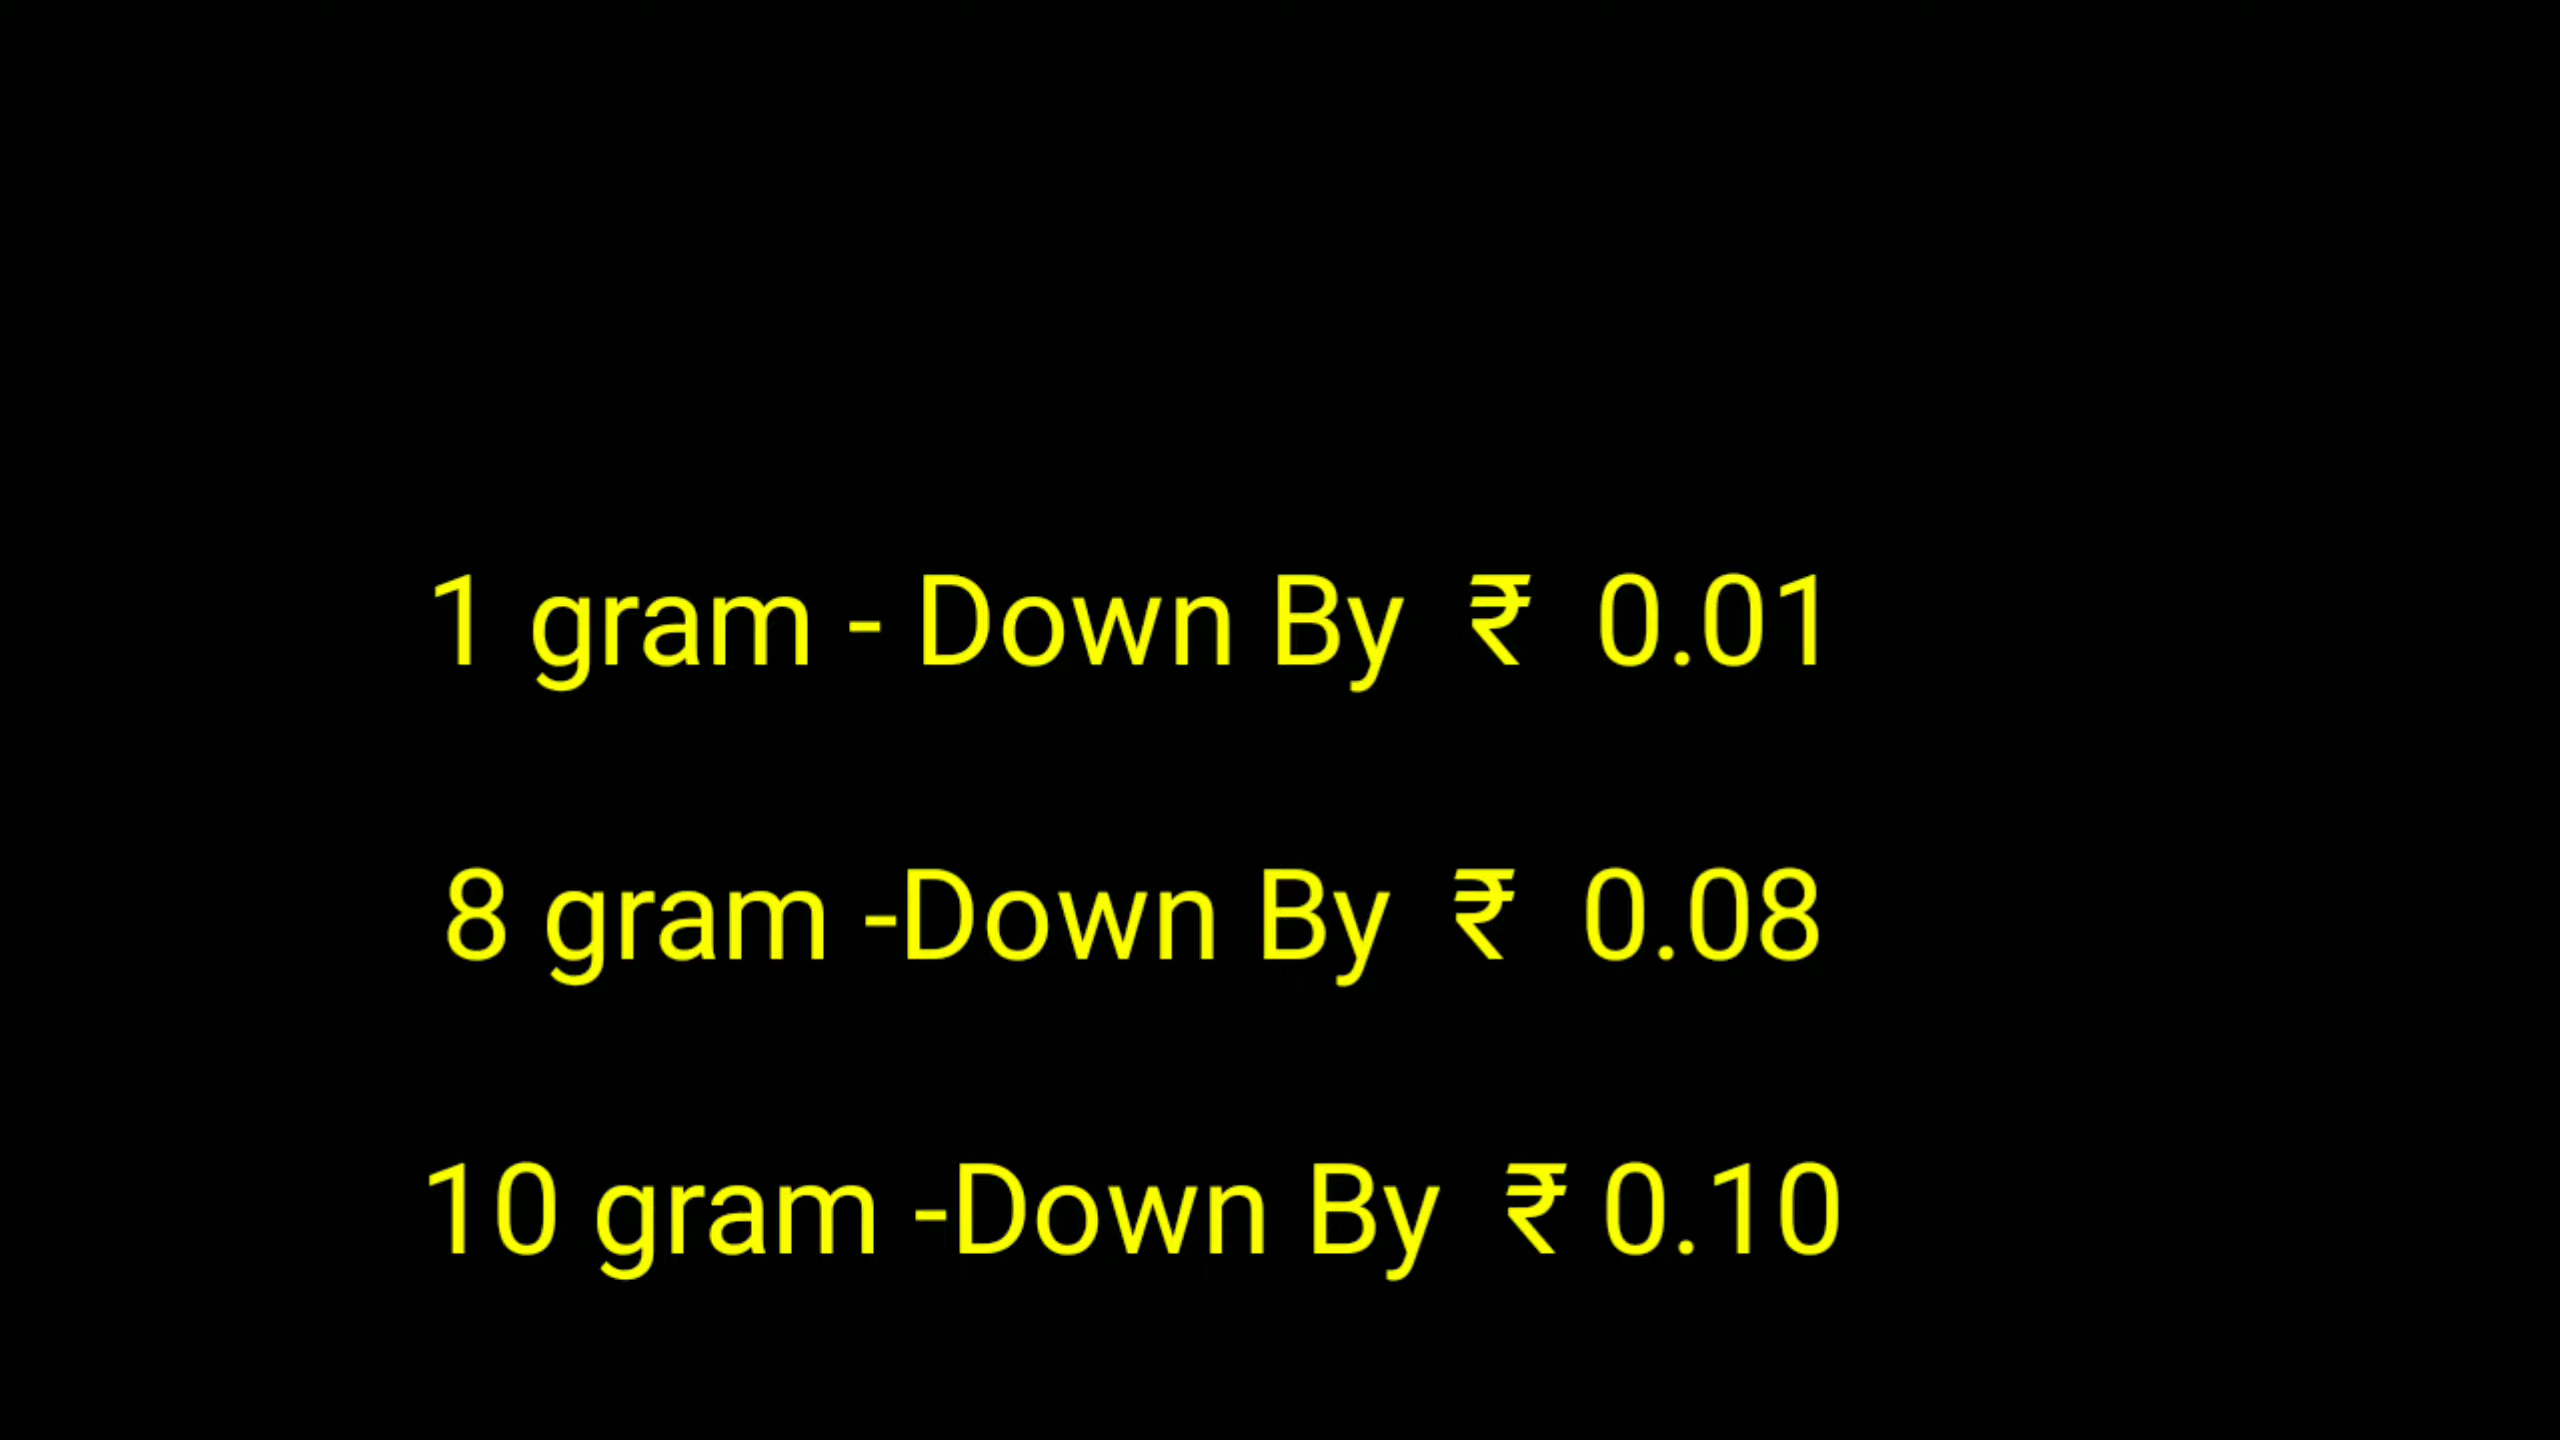 1 gram - Down By ₹ 0.01
8 gram -Down By ₹ 0.08
10 gram -Down By ₹ 0.10